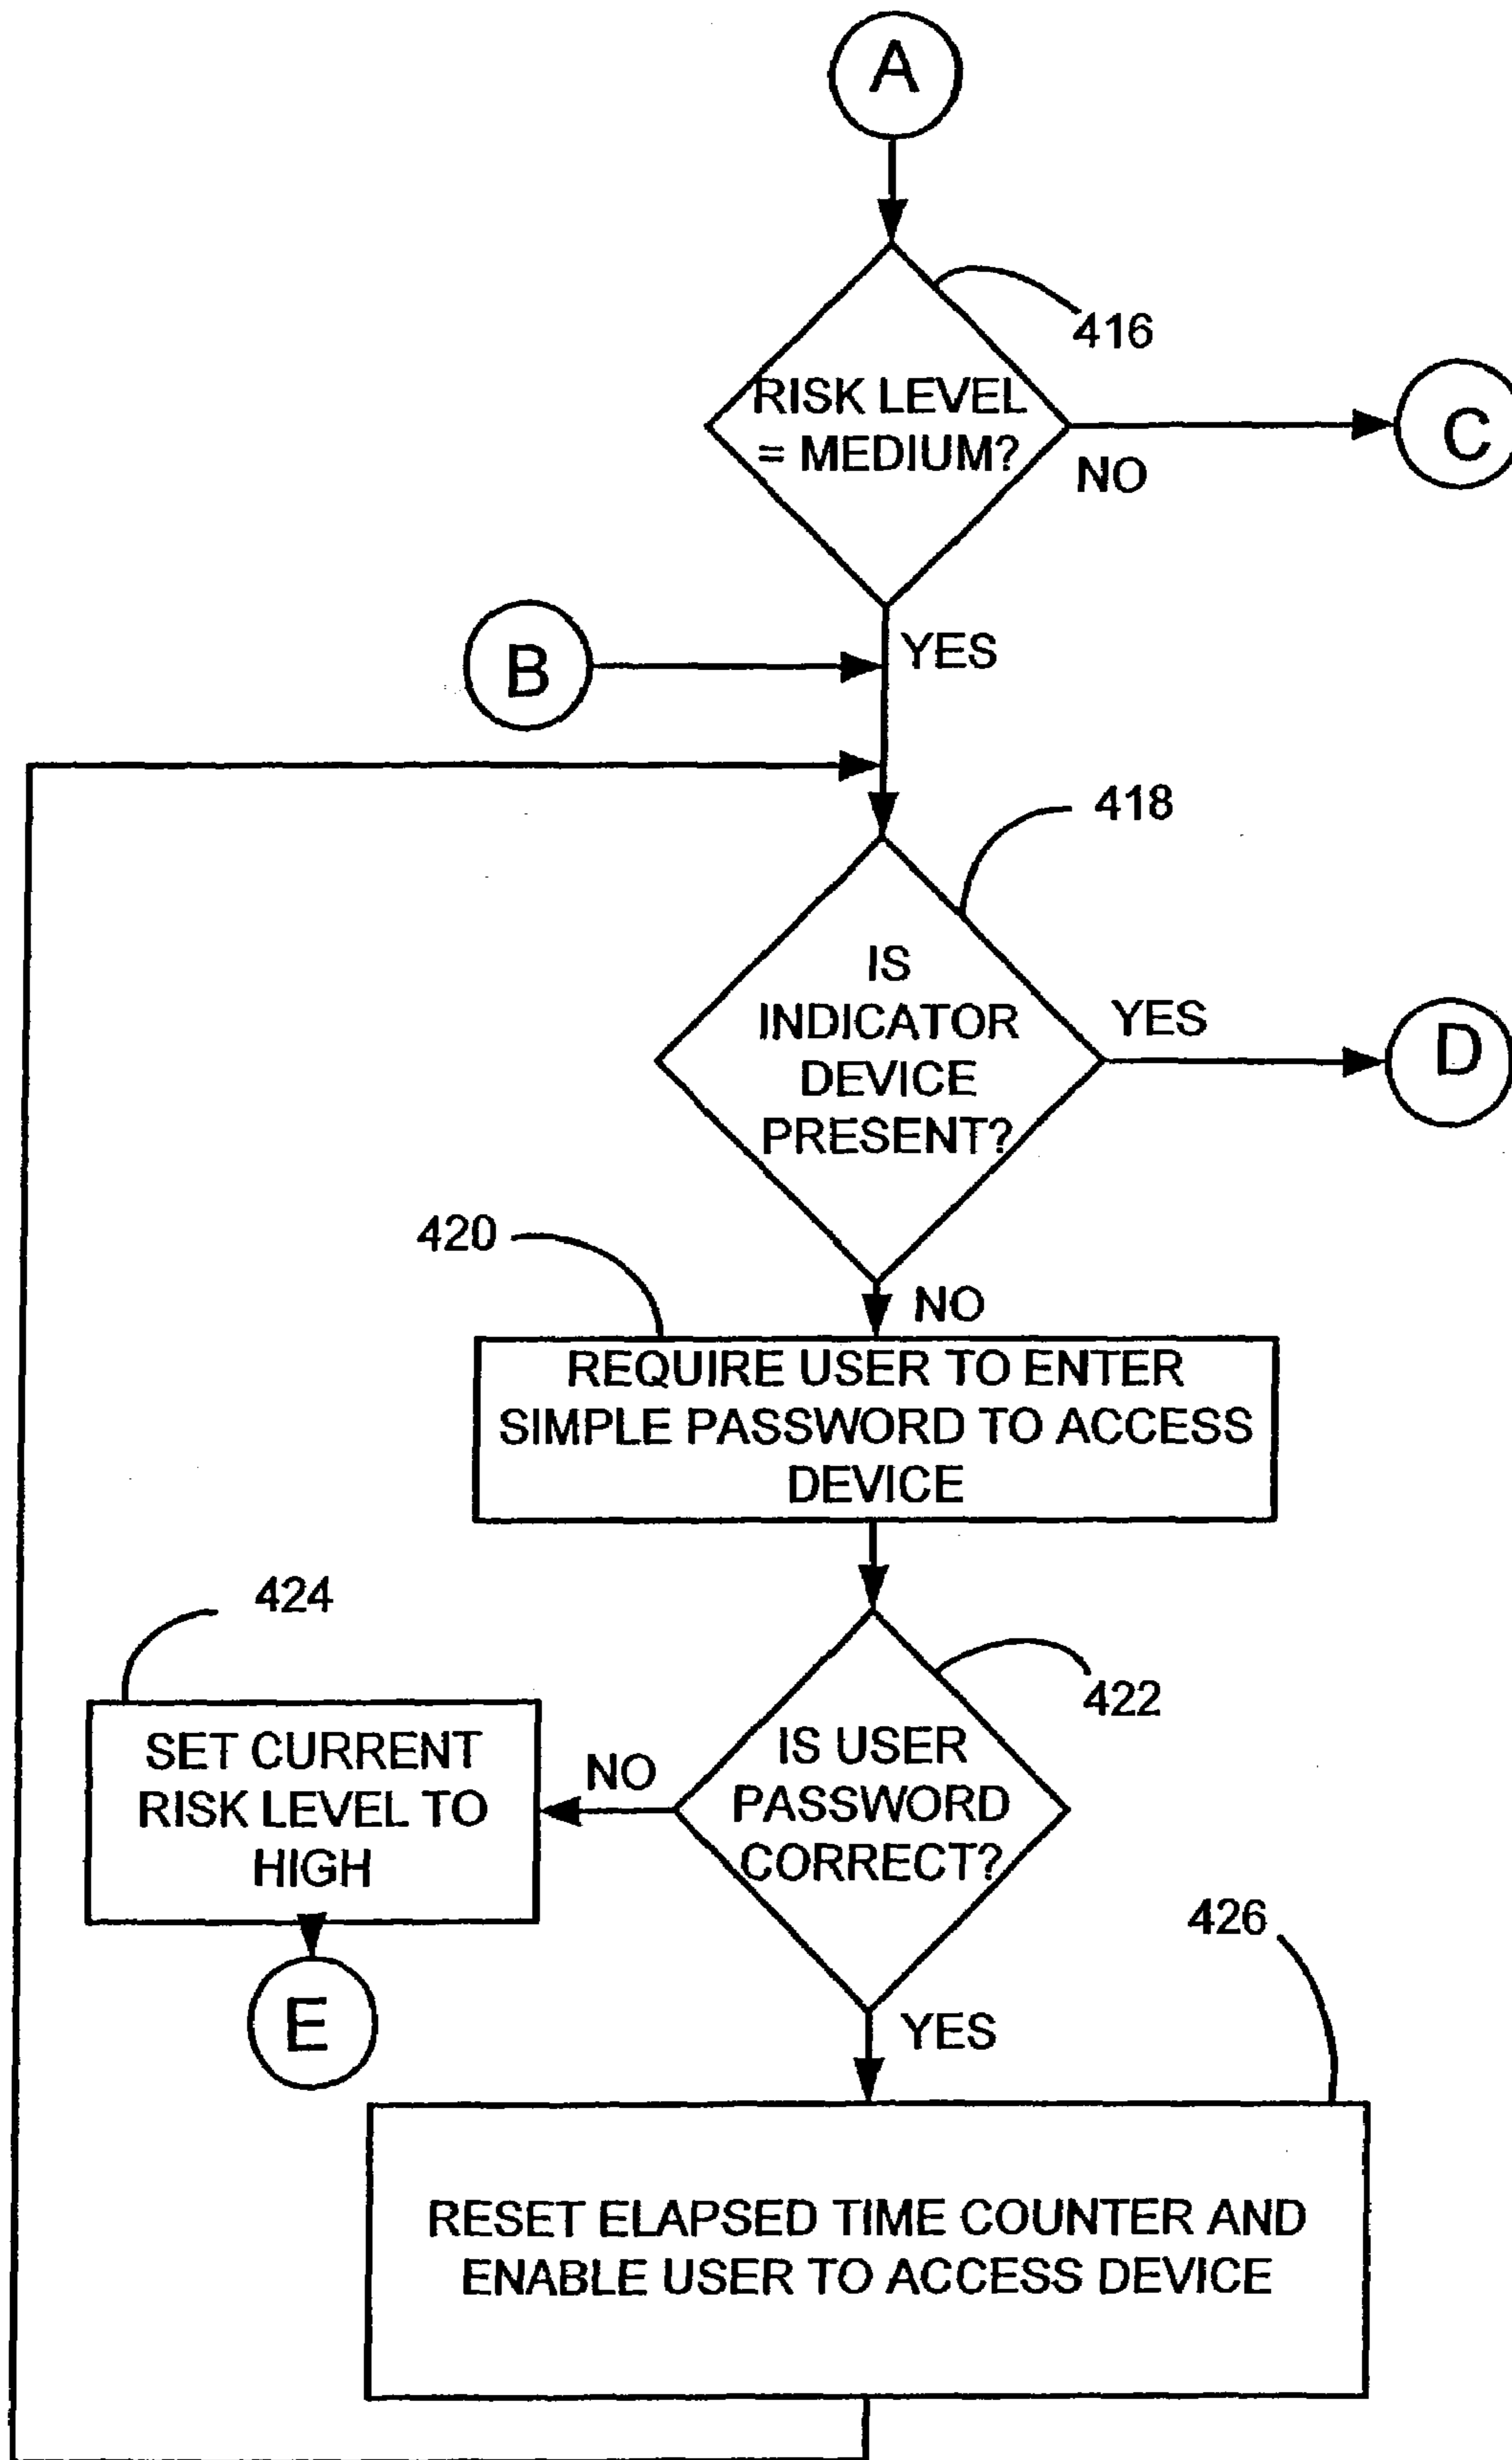 A
416
RISK LEVEL
= MEDIUM?
C
NO
YES
B
418
IS
INDICATOR
DEVICE
PRESENT?
YES
D
420
NO
REQUIRE USER TO ENTER
SIMPLE PASSWORD TO ACCESS
DEVICE
424
422
SET CURRENT
RISK LEVEL TO
HIGH
NO
IS USER
PASSWORD
CORRECT?
426
E
YES
RESET ELAPSED TIME COUNTER AND
ENABLE USER TO ACCESS DEVICE